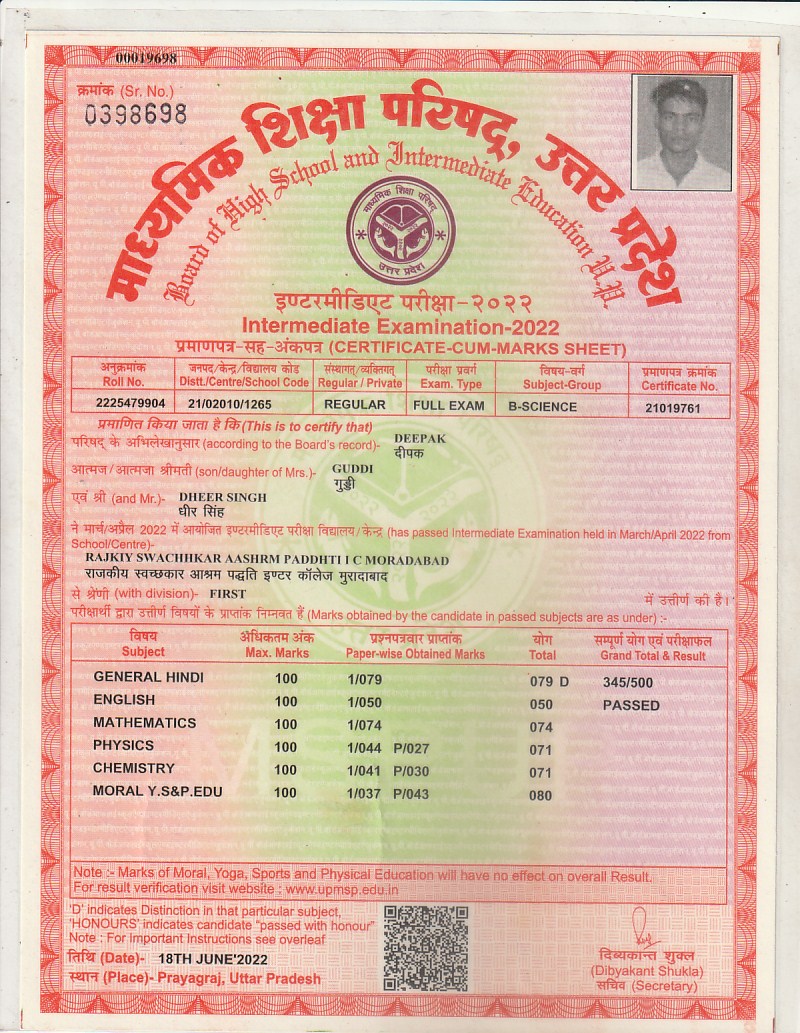 00019698
क्रमांक (Sr. No.)
0398698
माध्यमिक शिक्षा परिषद्, उत्तर प्रदेश
Board of High School and Intermediate Education U.P.
माध्यमिक शिक्षा परिषद्
उत्तर प्रदेश
इण्टरमीडिएट परीक्षा-२०२२
Intermediate Examination-2022
प्रमाणपत्र-सह-अंकपत्र (CERTIFICATE-CUM-MARKS SHEET)
अनुक्रमांक जनपद/केन्द्र/विद्यालय कोड संस्थागत्/व्यक्तिगत् परीक्षा प्रवर्ग विषय-वर्ग प्रमाणपत्र क्रमांक
Roll No. Distt./Centre/School Code Regular / Private Exam. Type Subject-Group Certificate No.
2225479904 21/02010/1265 REGULAR FULL EXAM B-SCIENCE 21019761
प्रमाणित किया जाता है कि (This is to certify that)
परिषद् के अभिलेखानुसार (according to the Board's record)- DEEPAK
दीपक
आत्मज/आत्मजा श्रीमती (son/daughter of Mrs.)- GUDDI
गुड्डी
एवं श्री (and Mr.)- DHEER SINGH
धीर सिंह
ने मार्च/अप्रैल 2022 में आयोजित इण्टरमीडिएट परीक्षा विद्यालय/केन्द्र (has passed Intermediate Examination held in March/April 2022 from
School/Centre)-
RAJKIY SWACHHKAR AASHRM PADDHTI I C MORADABAD
राजकीय स्वच्छकार आश्रम पद्धति इण्टर कॉलेज मुरादाबाद
से श्रेणी (with division)- FIRST में उत्तीर्ण की है।
परीक्षार्थी द्वारा उत्तीर्ण विषयों के प्राप्तांक निम्नवत हैं (Marks obtained by the candidate in passed subjects are as under) :-
विषय अधिकतम अंक प्रश्नपत्रवार प्राप्तांक योग सम्पूर्ण योग एवं परीक्षाफल
Subject Max. Marks Paper-wise Obtained Marks Total Grand Total & Result
GENERAL HINDI 100 1/079 079 D 345/500
ENGLISH 100 1/050 050 PASSED
MATHEMATICS 100 1/074 074
PHYSICS 100 1/044 P/027 071
CHEMISTRY 100 1/041 P/030 071
MORAL Y.S&P.EDU 100 1/037 P/043 080
Note :- Marks of Moral, Yoga, Sports and Physical Education will have no effect on overall Result.
For result verification visit website : www.upmsp.edu.in
'D' indicates Distinction in that particular subject,
'HONOURS' indicates candidate "passed with honour"
Note : For Important Instructions see overleaf
तिथि (Date)- 18TH JUNE'2022
स्थान (Place)- Prayagraj, Uttar Pradesh
दिव्यकान्त शुक्ल
(Dibyakant Shukla)
सचिव (Secretary)